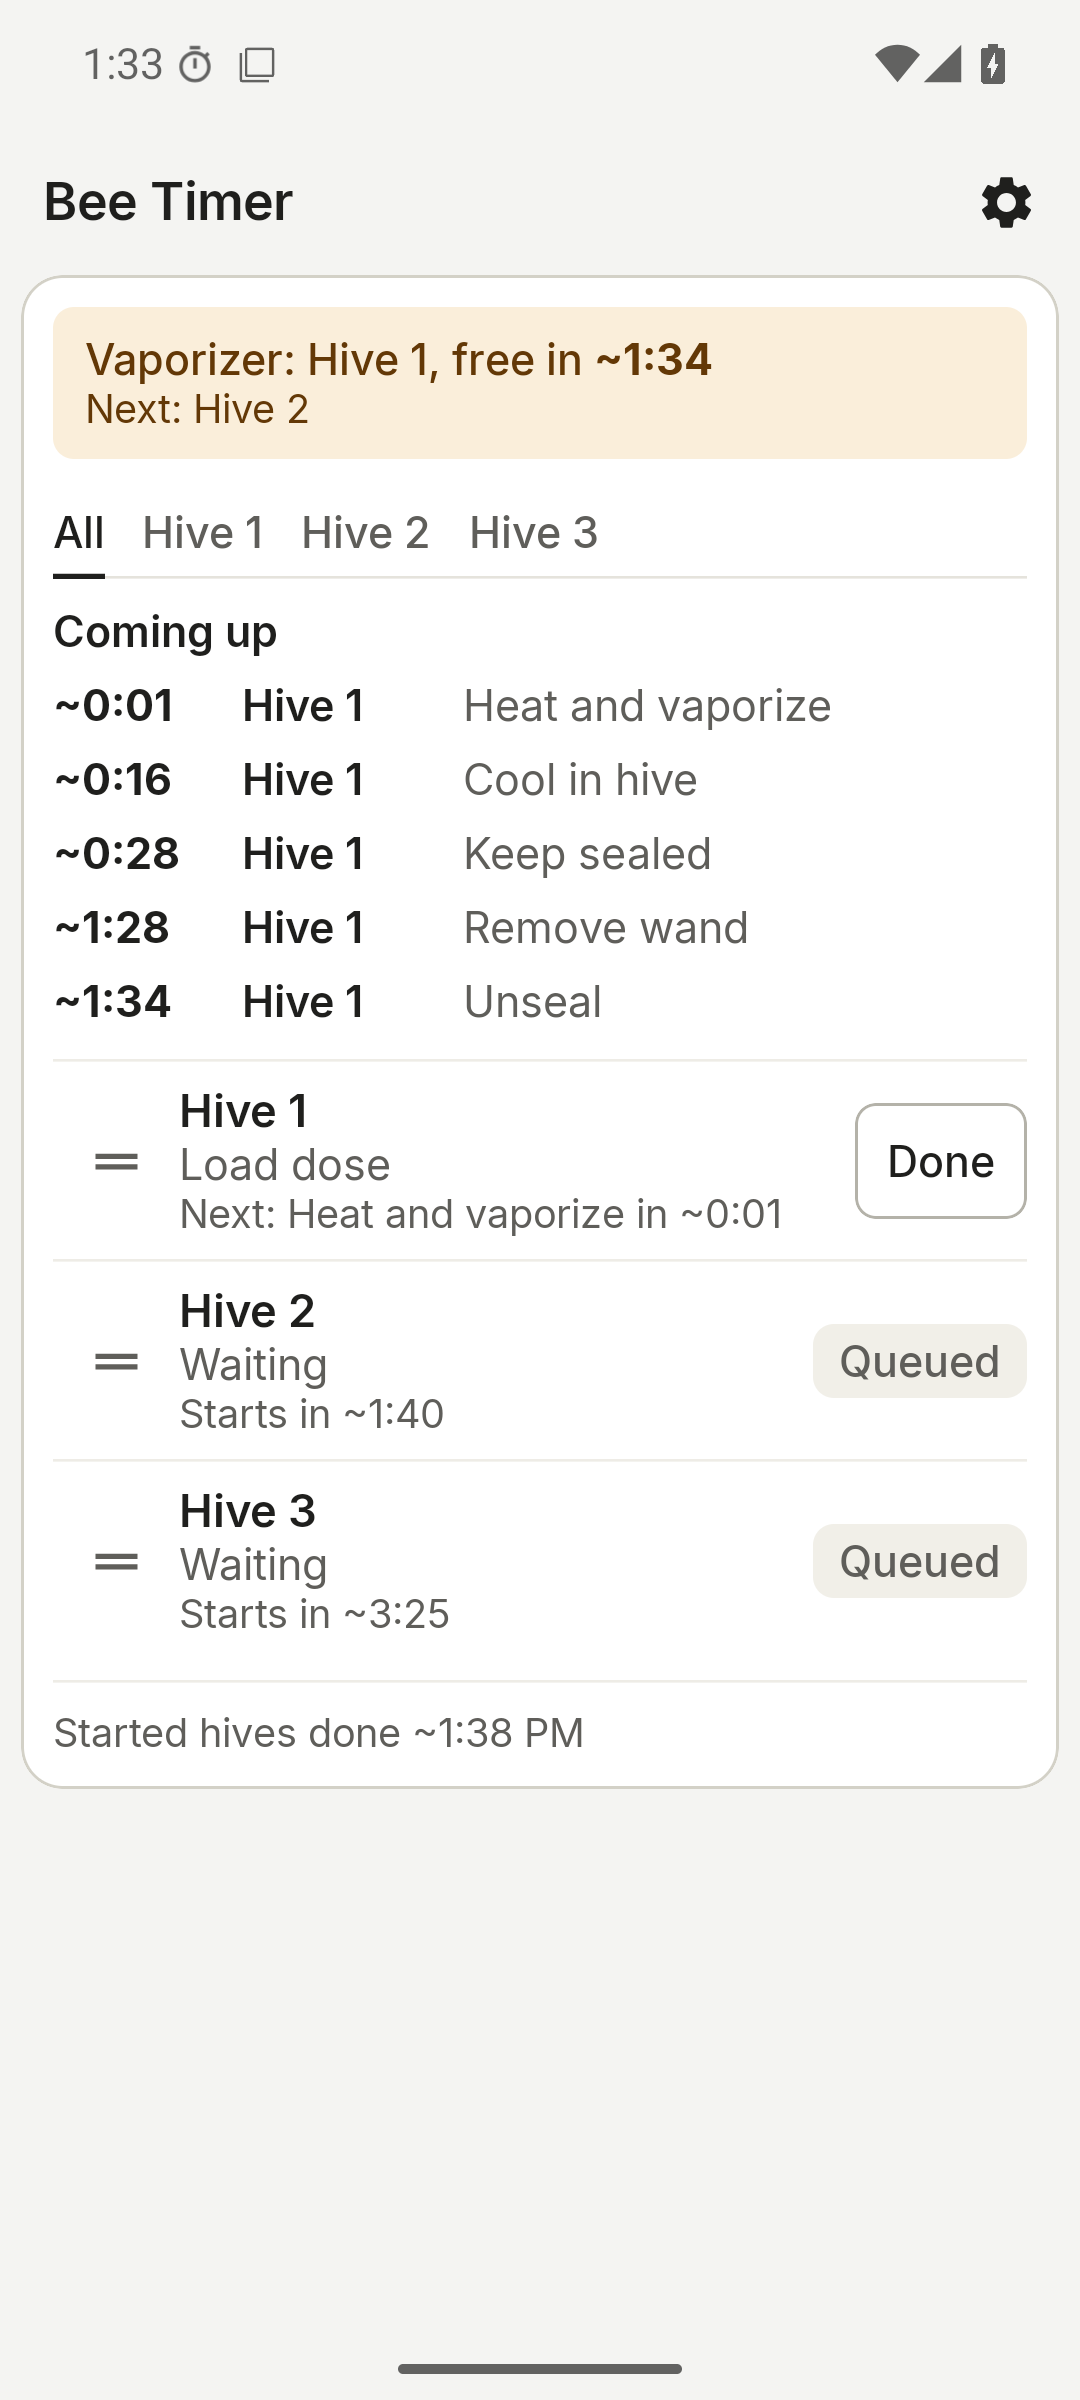 1:33
Bee Timer
Vaporizer: Hive 1, free in ~1:34
Next: Hive 2
All Hive 1 Hive 2 Hive 3
Coming up
~0:01 Hive 1 Heat and vaporize
~0:16 Hive 1 Cool in hive
~0:28 Hive 1 Keep sealed
~1:28 Hive 1 Remove wand
~1:34 Hive 1 Unseal
Hive 1
Load dose
Next: Heat and vaporize in ~0:01
Done
Hive 2
Waiting
Starts in ~1:40
Queued
Hive 3
Waiting
Starts in ~3:25
Queued
Started hives done ~1:38 PM